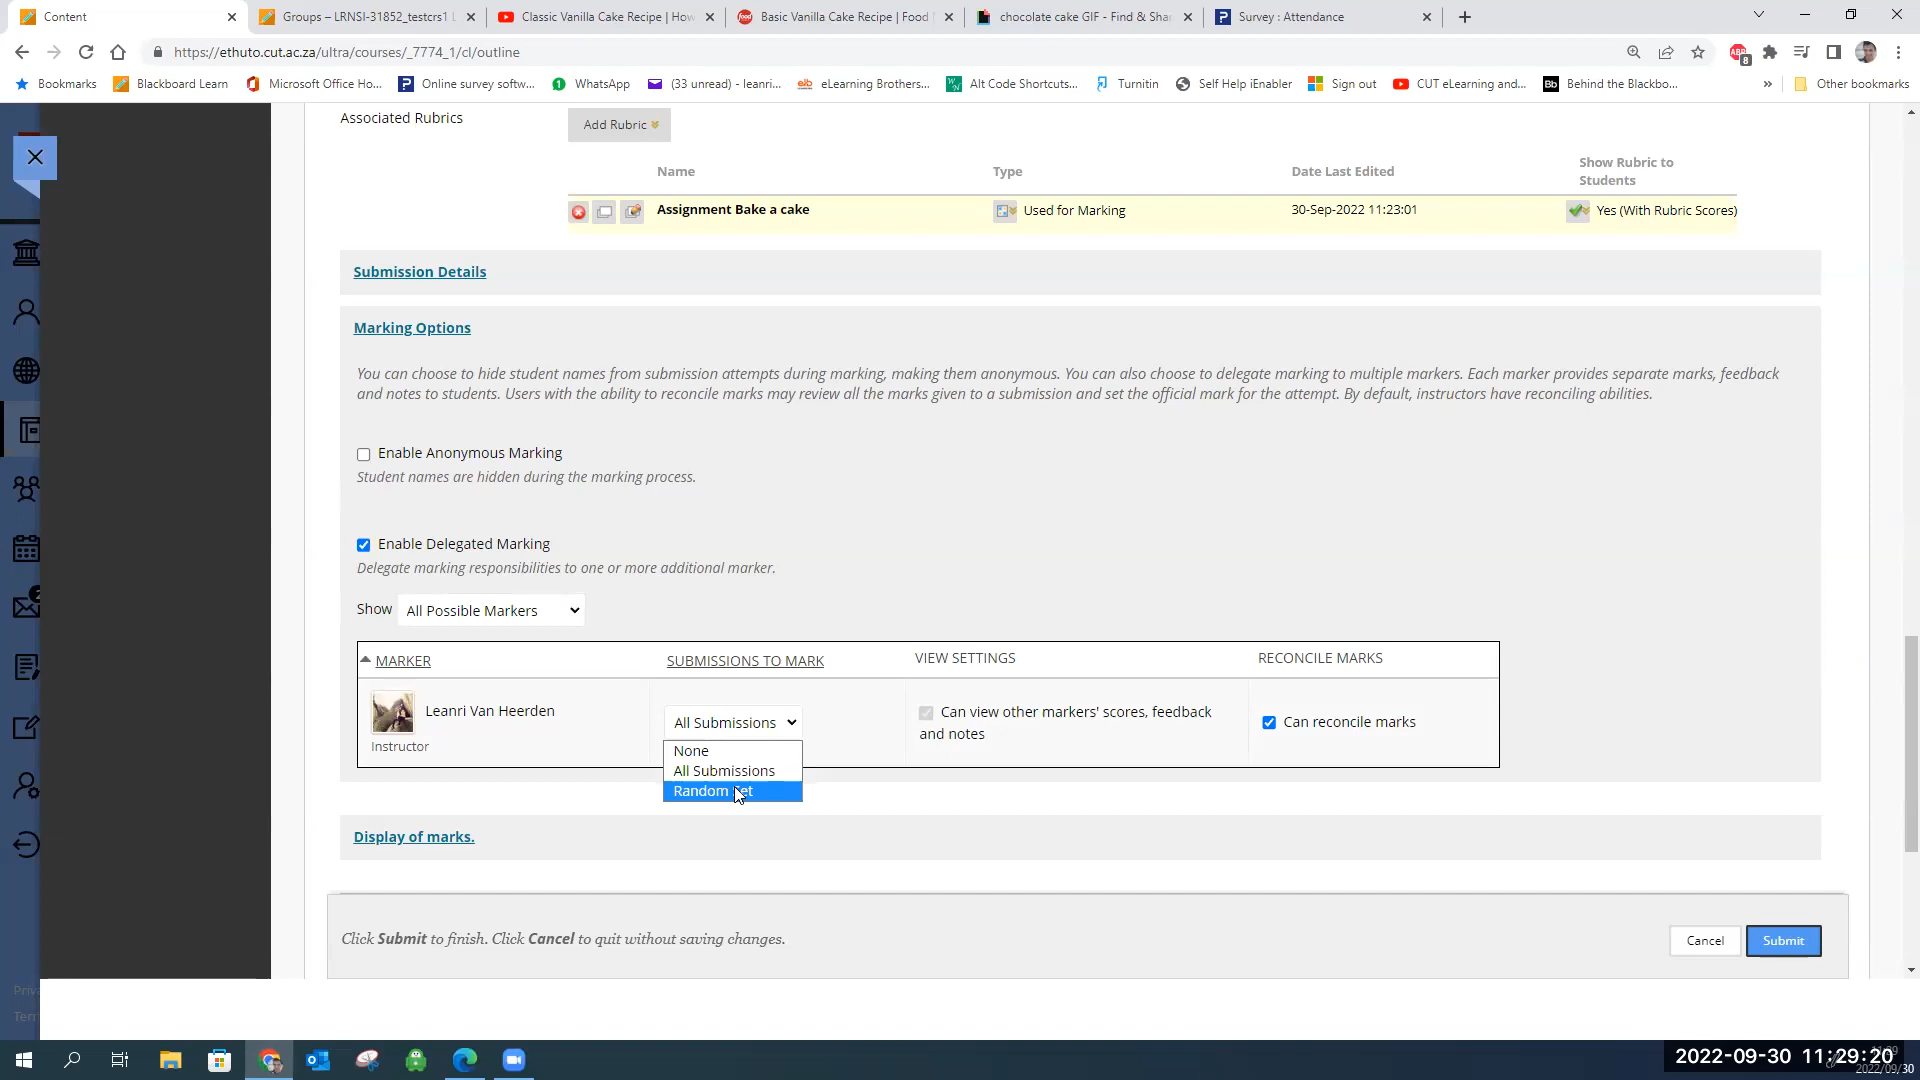 Content
Groups – LRNSI-31852_testcrs1 L
Classic Vanilla Cake Recipe | How
Basic Vanilla Cake Recipe | Food
chocolate cake GIF - Find & Shar
Survey : Attendance
https://ethuto.cut.ac.za/ultra/courses/_7774_1/cl/outline
Bookmarks
Blackboard Learn
Microsoft Office Ho...
Online survey softw...
WhatsApp
(33 unread) - leanri...
eLearning Brothers...
Alt Code Shortcuts...
Turnitin
Self Help iEnabler
Sign out
CUT eLearning and...
Behind the Blackbo...
»
Other bookmarks
Associated Rubrics
Add Rubric
Name
Type
Date Last Edited
Show Rubric to
Students
Assignment Bake a cake
Used for Marking
30-Sep-2022 11:23:01
Yes (With Rubric Scores)
Submission Details
Marking Options
You can choose to hide student names from submission attempts during marking, making them anonymous. You can also choose to delegate marking to multiple markers. Each marker provides separate marks, feedback
and notes to students. Users with the ability to reconcile marks may review all the marks given to a submission and set the official mark for the attempt. By default, instructors have reconciling abilities.
Enable Anonymous Marking
Student names are hidden during the marking process.
Enable Delegated Marking
Delegate marking responsibilities to one or more additional marker.
Show
All Possible Markers
MARKER
SUBMISSIONS TO MARK
VIEW SETTINGS
RECONCILE MARKS
Leanri Van Heerden
Instructor
All Submissions
Can view other markers' scores, feedback
and notes
Can reconcile marks
None
All Submissions
Random Set
Display of marks.
Click Submit to finish. Click Cancel to quit without saving changes.
Cancel
Submit
2022-09-30 11:29:20
2022/09/30